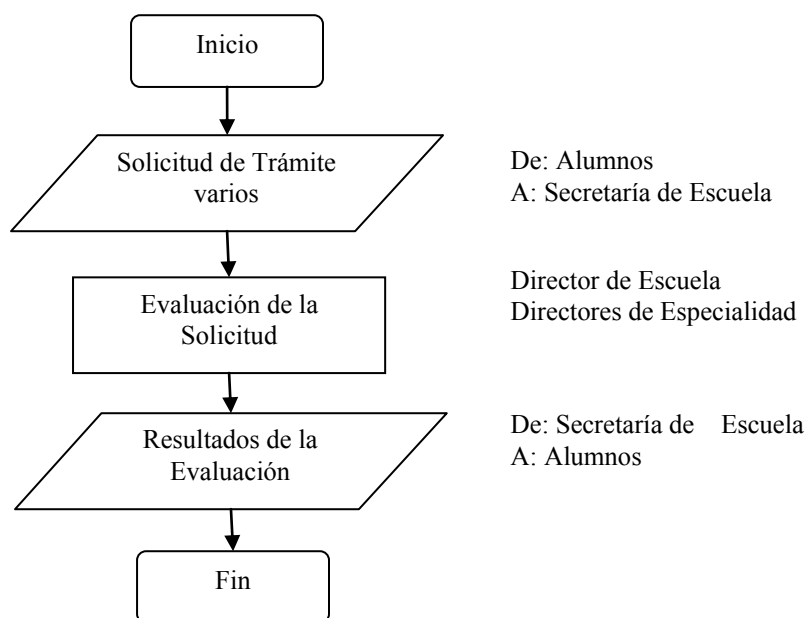 Inicio
Solicitud de Trámite
varios
De: Alumnos
A: Secretaría de Escuela
Evaluación de la
Solicitud
Director de Escuela
Directores de Especialidad
Resultados de la
Evaluación
De: Secretaría de Escuela
A: Alumnos
Fin